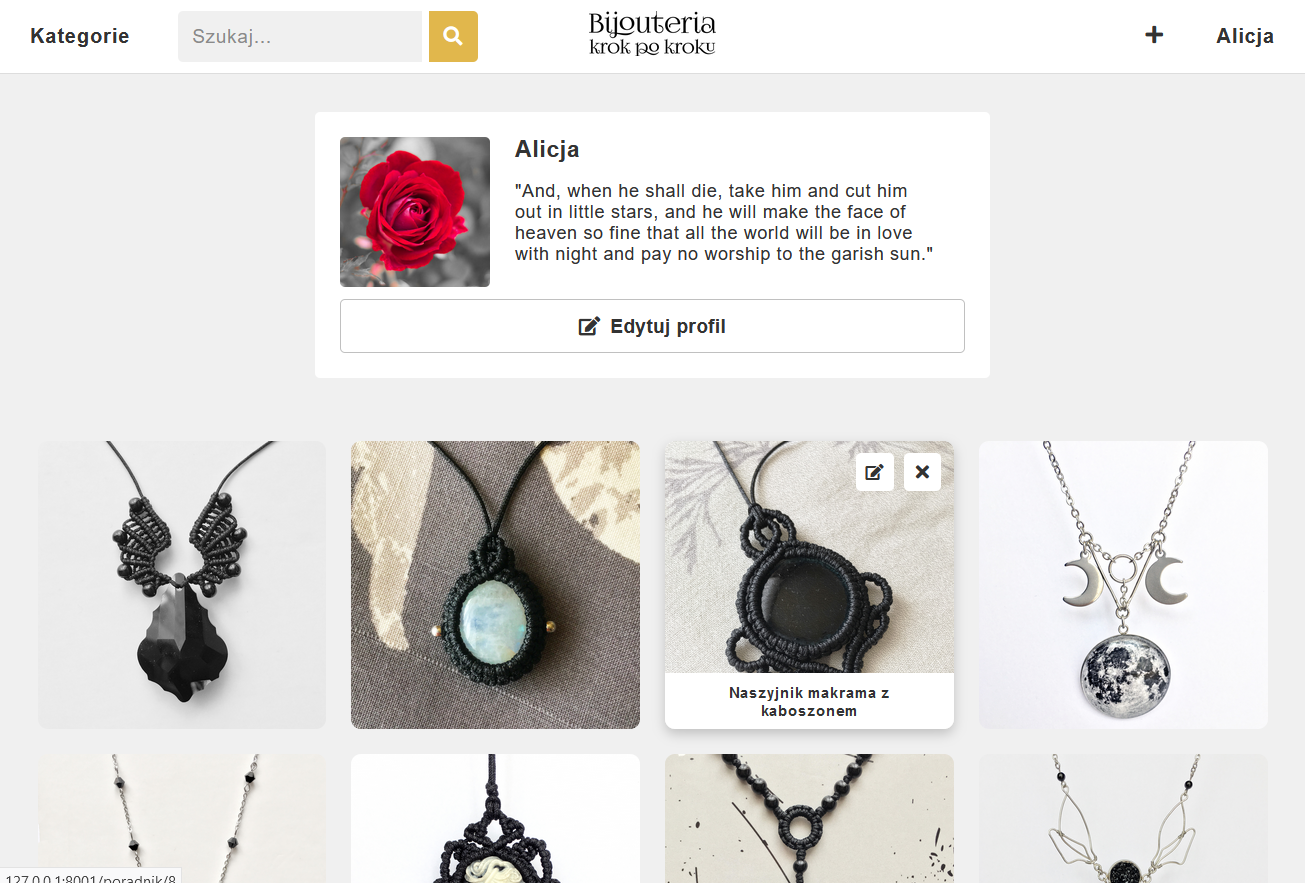 Kategorie
Szukaj...
Bijouteria
krok po kroku
Alicja
Alicja
"And, when he shall die, take him and cut him
out in little stars, and he will make the face of
heaven so fine that all the world will be in love
with night and pay no worship to the garish sun."
Edytuj profil
Naszyjnik makrama z
kaboszonem
127.0.0.1:8001/poradnik/8